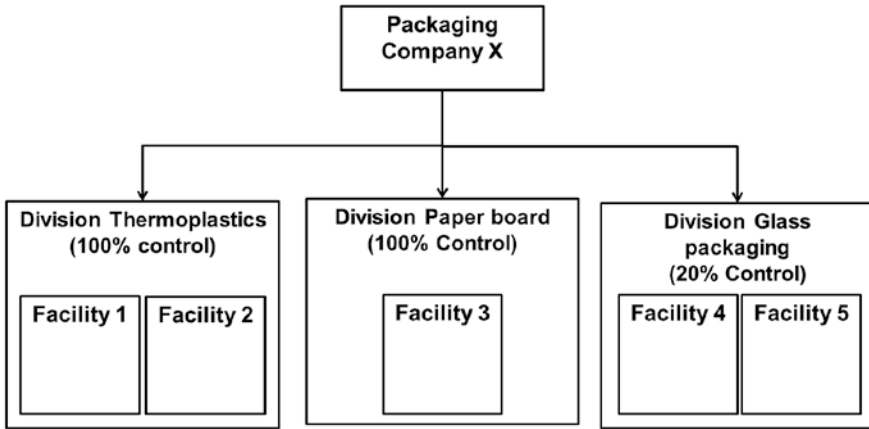 Packaging
Company X
Division Thermoplastics
(100% control)
Facility 1
Facility 2
Division Paper board
(100% Control)
Facility 3
Division Glass
packaging
(20% Control)
Facility 4
Facility 5